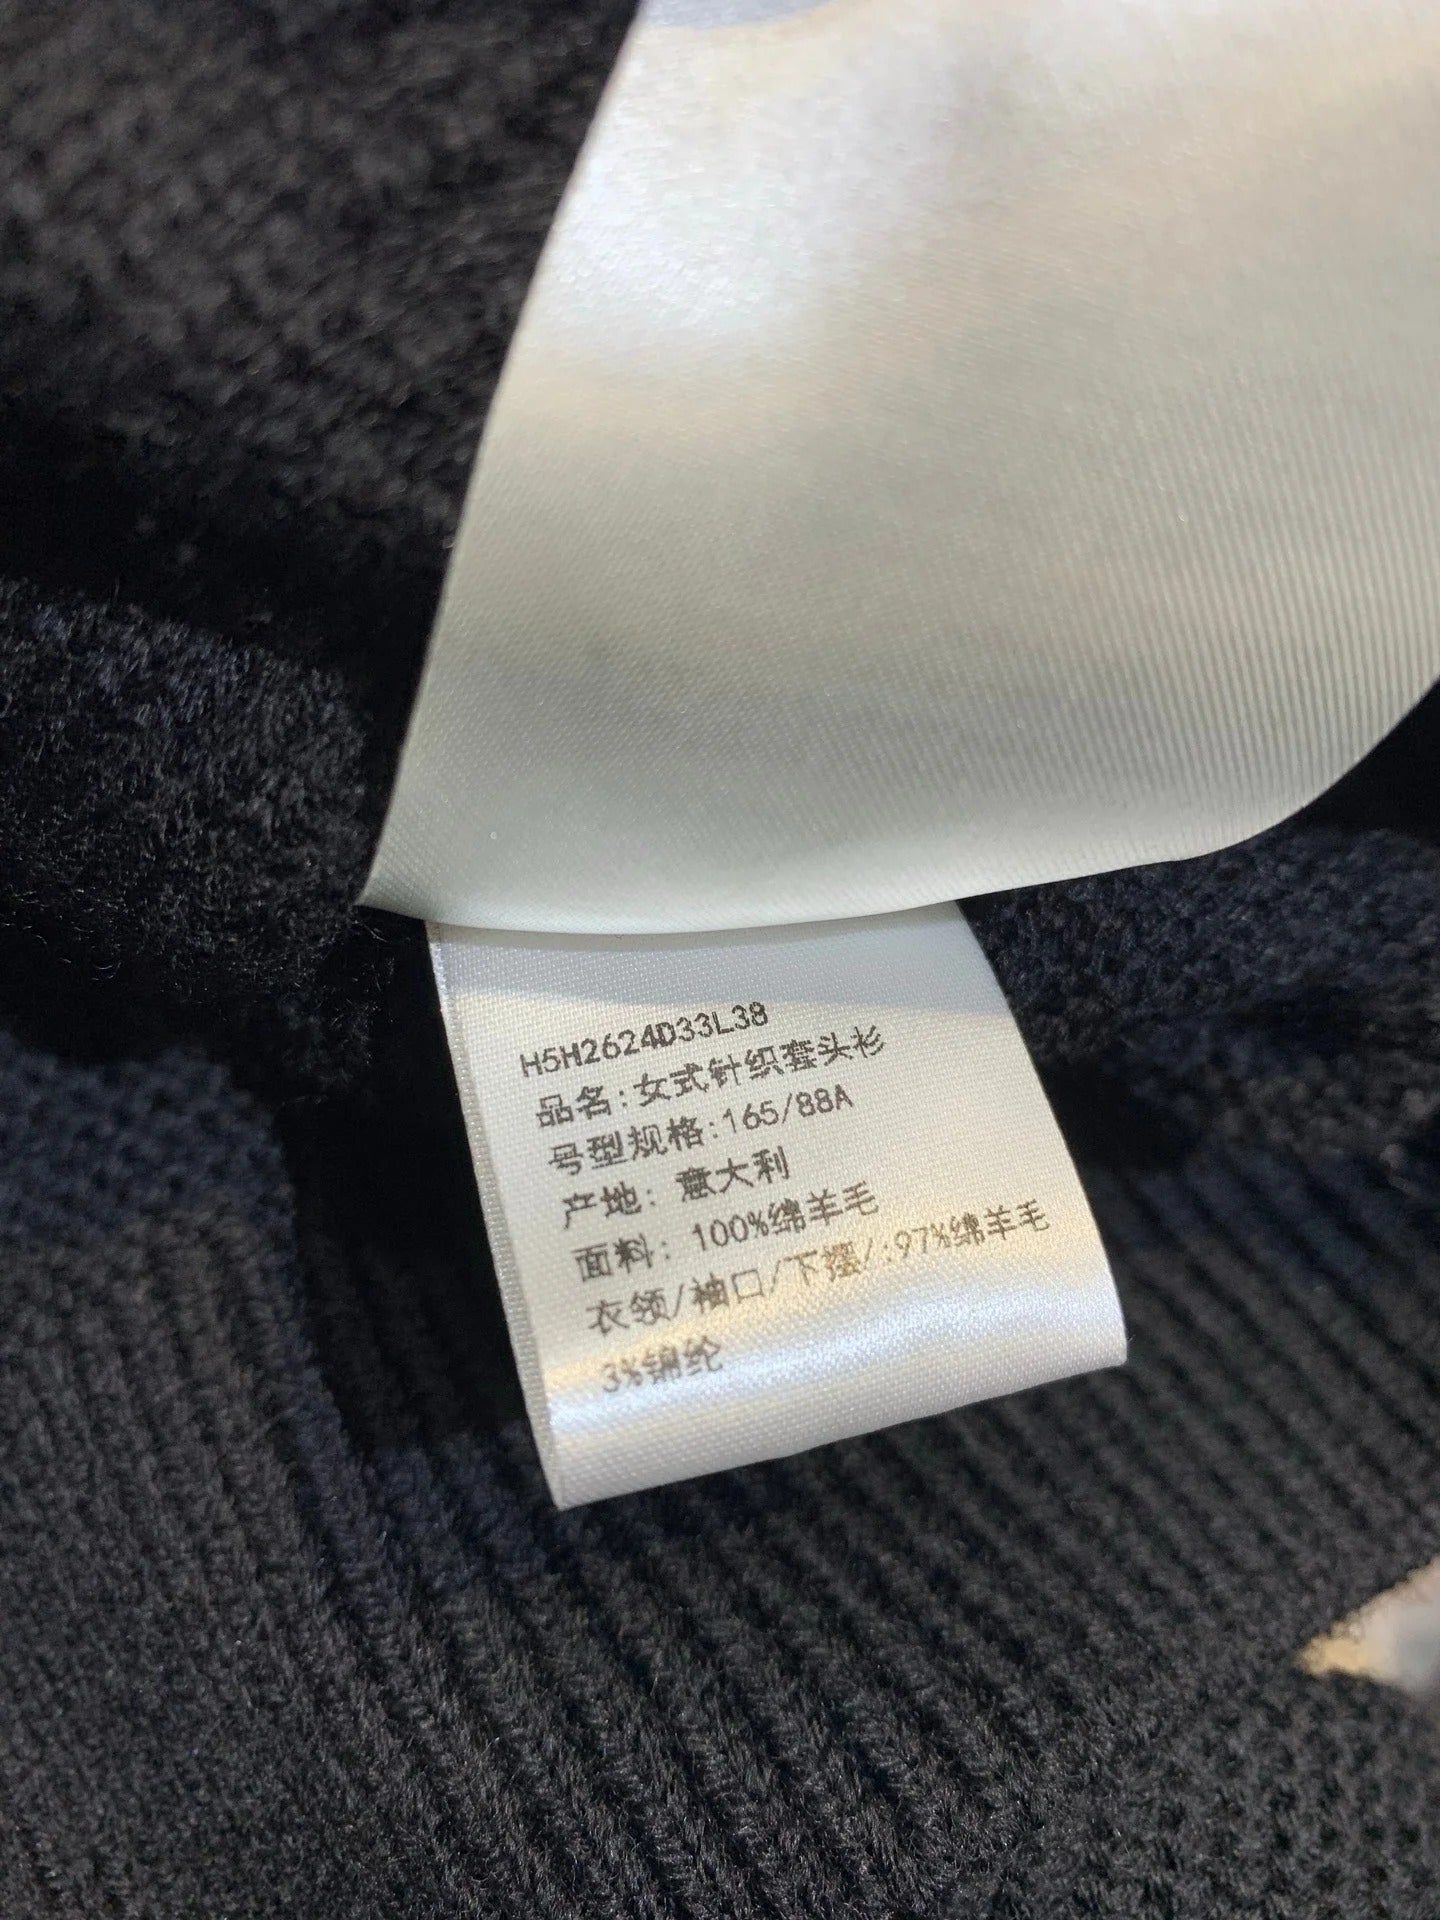 H5H2624D33L38
品名:女式针织套头衫
号型规格:165/88A
产地: 意大利
面料: 100%绵羊毛
衣领/袖口/下摆/:97%绵羊毛
3%锦纶